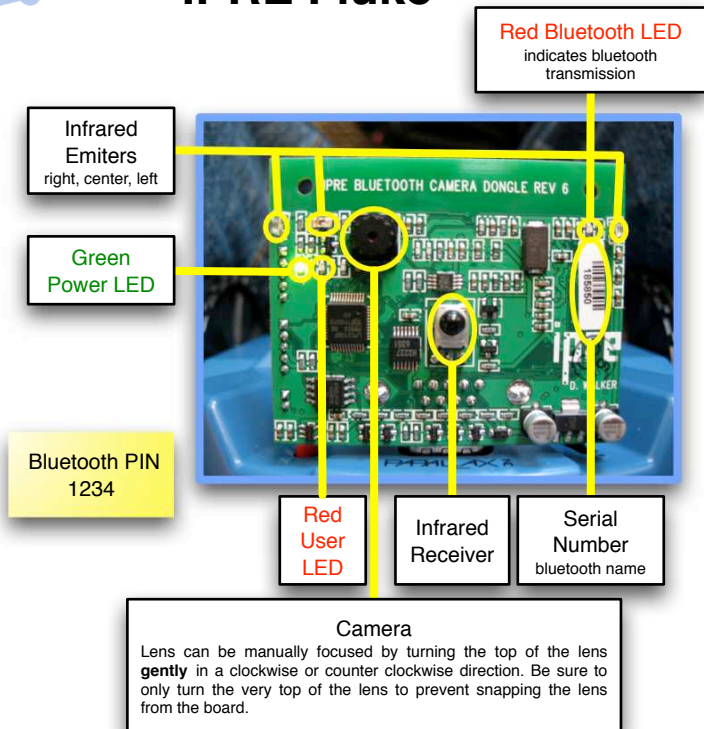 IPRE Fluke
Red Bluetooth LED
indicates bluetooth
transmission
Infrared
Emiters
right, center, left
IPRE BLUETOOTH CAMERA DONGLE REV 6
Green
Power LED
185850
ipre
D. WALKER
Bluetooth PIN
1234
Red
User
LED
Infrared
Receiver
Serial
Number
bluetooth name
Camera
Lens can be manually focused by turning the top of the lens
gently in a clockwise or counter clockwise direction. Be sure to
only turn the very top of the lens to prevent snapping the lens
from the board.